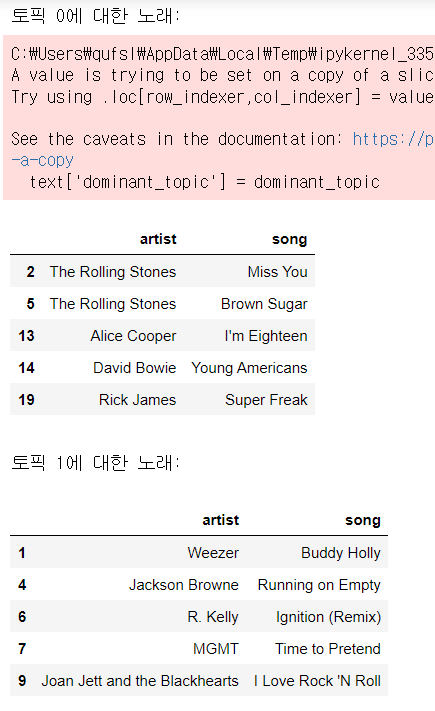 토픽 0에 대한 노래:
C:₩Users₩qufsl₩AppData₩Local₩Temp₩ipykernel_335
A value is trying to be set on a copy of a slic
Try using .loc[row_indexer,col_indexer] = value
See the caveats in the documentation: https://p
-a-copy
text['dominant_topic'] = dominant_topic
artist song
2 The Rolling Stones Miss You
5 The Rolling Stones Brown Sugar
13 Alice Cooper I'm Eighteen
14 David Bowie Young Americans
19 Rick James Super Freak
토픽 1에 대한 노래:
artist song
1 Weezer Buddy Holly
4 Jackson Browne Running on Empty
6 R. Kelly Ignition (Remix)
7 MGMT Time to Pretend
9 Joan Jett and the Blackhearts I Love Rock 'N Roll